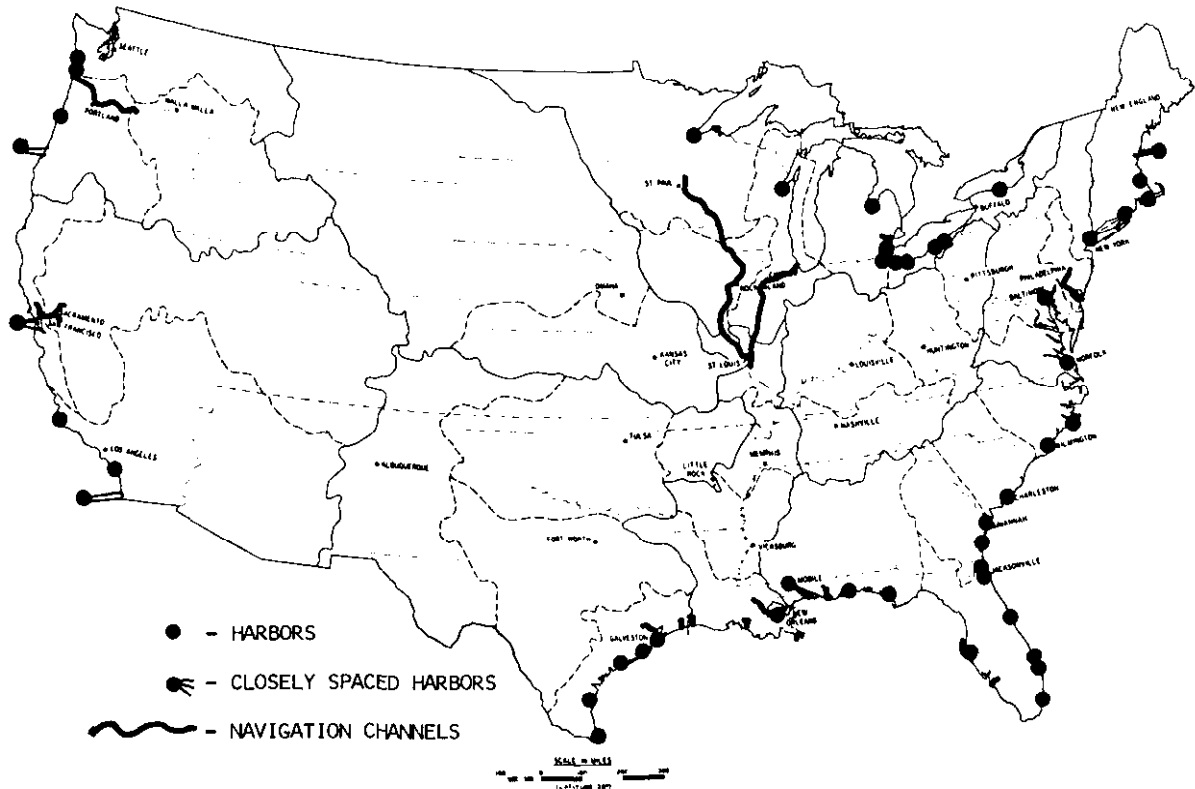 SEATTLE
WALLA WALLA
PORTLAND
NEW ENGLAND
ST PAUL
BUFFALO
NEW YORK
PITTSBURGH
PHILADELPHIA
BALTIMORE
ROCK ISLAND
OMAHA
SACRAMENTO
SAN FRANCISCO
KANSAS
CITY
ST LOUIS
LOUISVILLE
HUNTINGTON
NORFOLK
NASHVILLE
TULSA
WILMINGTON
LOS ANGELES
ALBUQUERQUE
LITTLE
ROCK
MEMPHIS
CHARLESTON
SAVANNAH
FORT WORTH
VICKSBURG
JACKSONVILLE
MOBILE
NEW
ORLEANS
GALVESTON
- HARBORS
- CLOSELY SPACED HARBORS
- NAVIGATION CHANNELS
SCALE IN MILES